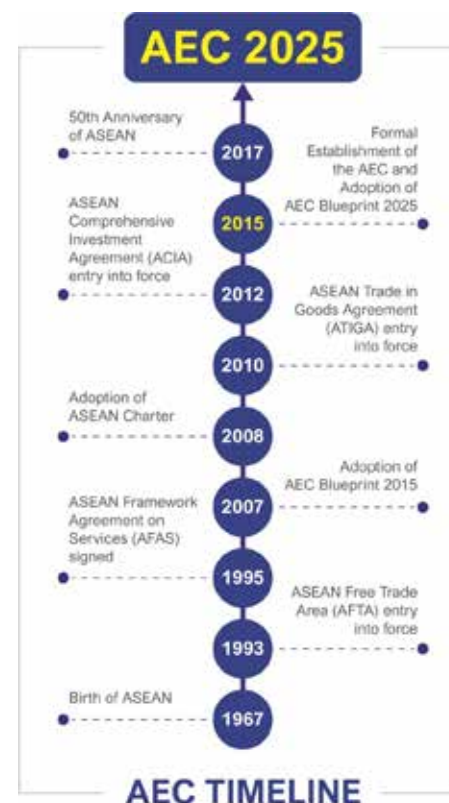 AEC 2025
50th Anniversary
of ASEAN
2017
Formal
Establishment of
the AEC and
Adoption of
AEC Blueprint 2025
2015
ASEAN
Comprehensive
Investment
Agreement (ACIA)
entry into force
2012
ASEAN Trade in
Goods Agreement
(ATIGA) entry
into force
2010
Adoption of
ASEAN Charter
2008
Adoption of
AEC Blueprint 2015
2007
ASEAN Framework
Agreement on
Services (AFAS)
signed
1995
ASEAN Free Trade
Area (AFTA) entry
into force
1993
Birth of ASEAN
1967
AEC TIMELINE